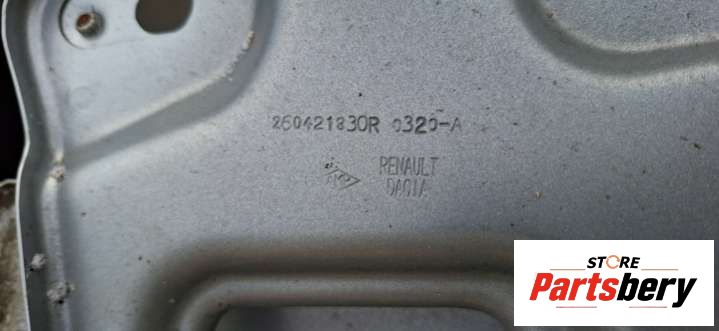 260421830R 0320-A
RENAULT
DACIA
STORE
Partsbery